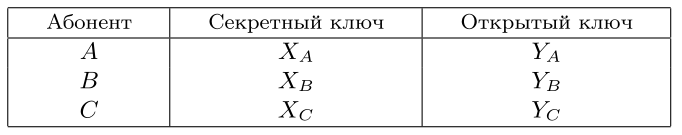 Абонент Секретный ключ Открытый ключ
A X_A Y_A
B X_B Y_B
C X_C Y_C